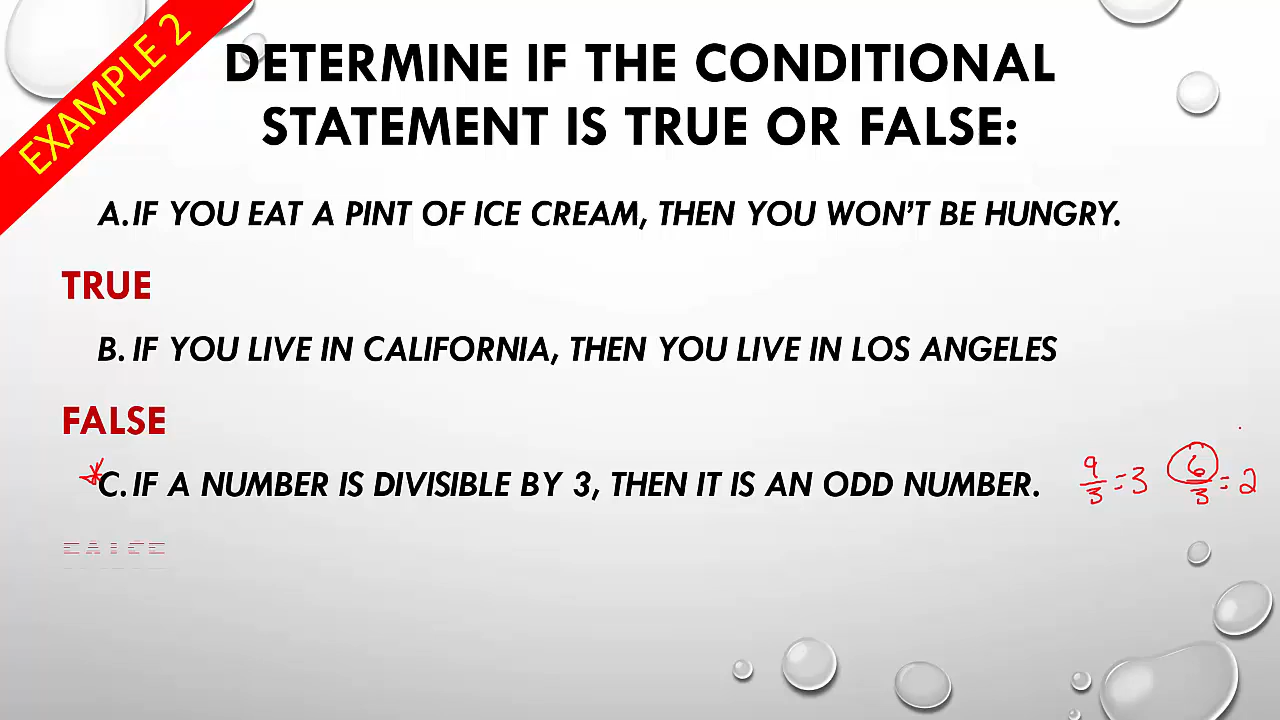 EXAMPLE 2
DETERMINE IF THE CONDITIONAL
STATEMENT IS TRUE OR FALSE:
A. IF YOU EAT A PINT OF ICE CREAM, THEN YOU WON'T BE HUNGRY.
TRUE
B. IF YOU LIVE IN CALIFORNIA, THEN YOU LIVE IN LOS ANGELES
FALSE
C. IF A NUMBER IS DIVISIBLE BY 3, THEN IT IS AN ODD NUMBER. 9/3 = 3 6/3 = 2